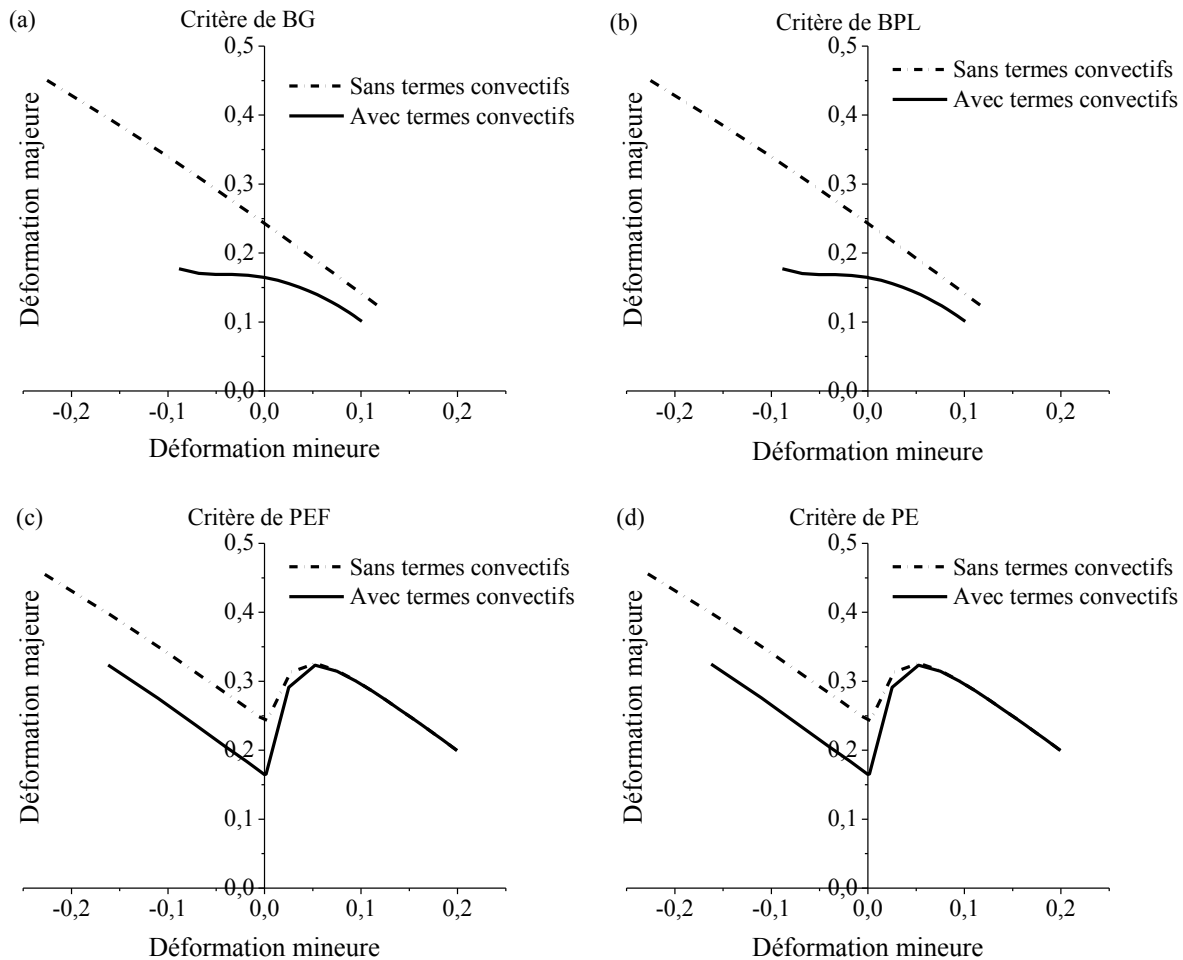 (a)
Critère de BG
0,5
Sans termes convectifs
Avec termes convectifs
0,4
0,3
0,2
0,1
0,0
-0,2
-0,1
0,0
0,1
0,2
Déformation majeure
Déformation mineure
(b)
Critère de BPL
0,5
Sans termes convectifs
Avec termes convectifs
0,4
0,3
0,2
0,1
0,0
-0,2
-0,1
0,0
0,1
0,2
Déformation majeure
Déformation mineure
(c)
Critère de PEF
0,5
Sans termes convectifs
Avec termes convectifs
0,4
0,3
0,2
0,1
0,0
-0,2
-0,1
0,0
0,1
0,2
Déformation majeure
Déformation mineure
(d)
Critère de PE
0,5
Sans termes convectifs
Avec termes convectifs
0,4
0,3
0,2
0,1
0,0
-0,2
-0,1
0,0
0,1
0,2
Déformation majeure
Déformation mineure